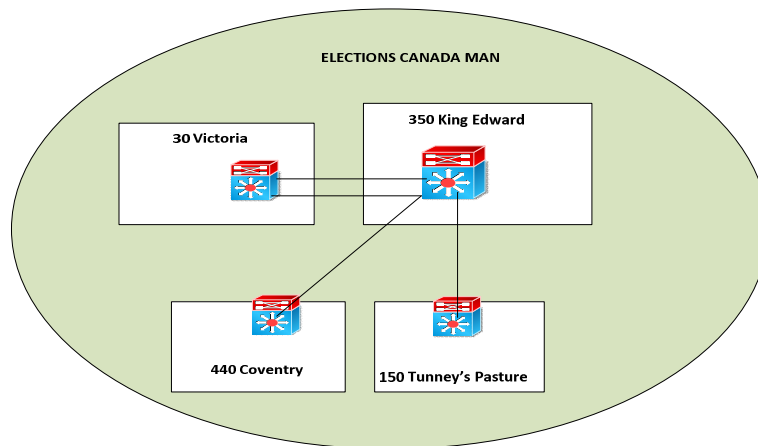 ELECTIONS CANADA MAN
350 King Edward
30 Victoria
440 Coventry
150 Tunney's Pasture